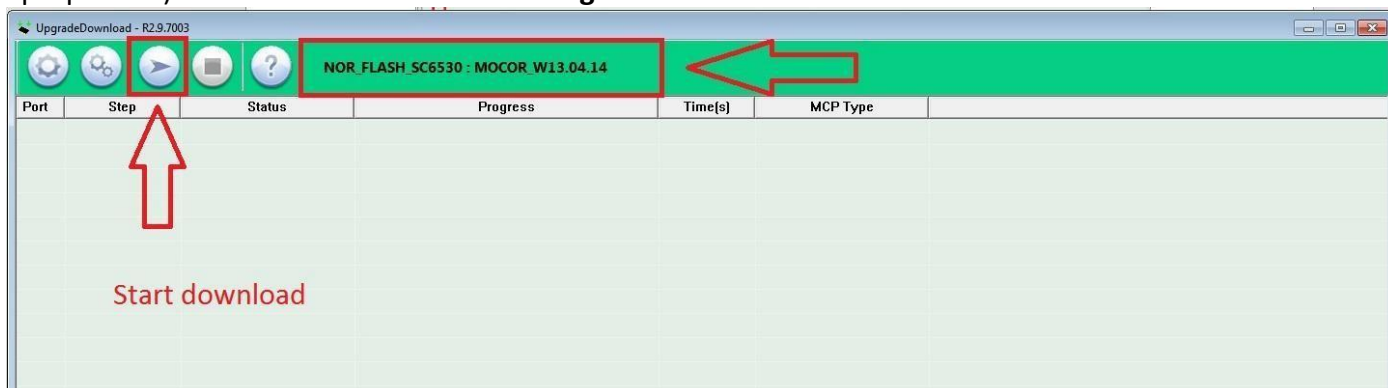 UpgradeDownload - R2.9.7003
NOR_FLASH_SC6530 : MOCOR_W13.04.14
Port Step Status Progress Time(s) MCP Type
Start download